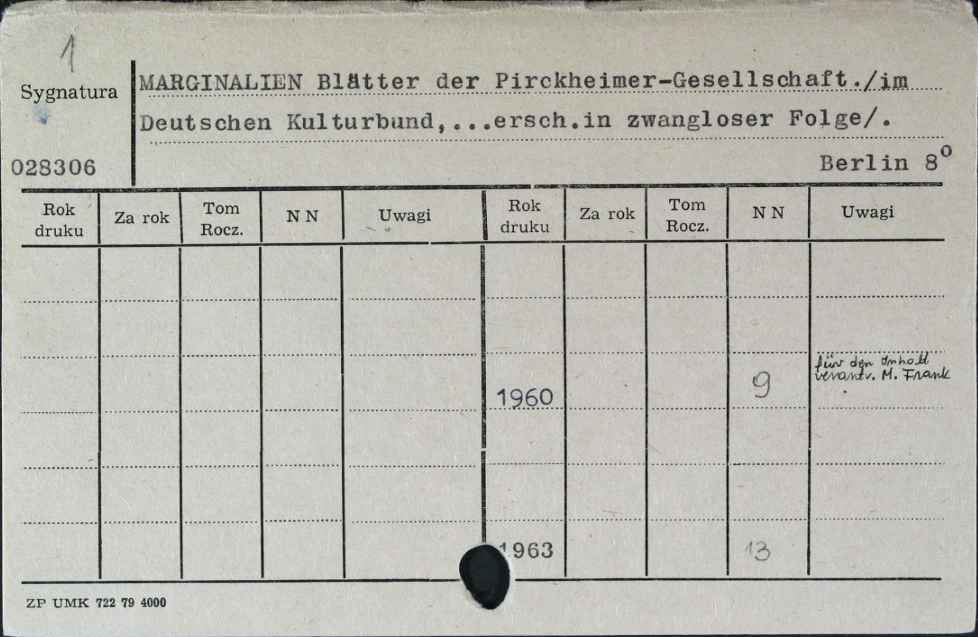 1
Sygnatura
MARGINALIEN Blätter der Pirckheimer-Gesellschaft./im
Deutschen Kulturbund,...ersch.in zwangloser Folge/.
028306
Berlin 8º
Rok druku Za rok Tom Rocz. N N Uwagi Rok druku Za rok Tom Rocz. N N Uwagi
für den Inhalt
verantv. M. Frank
1960 9
1963 13
ZP UMK 722 79 4000